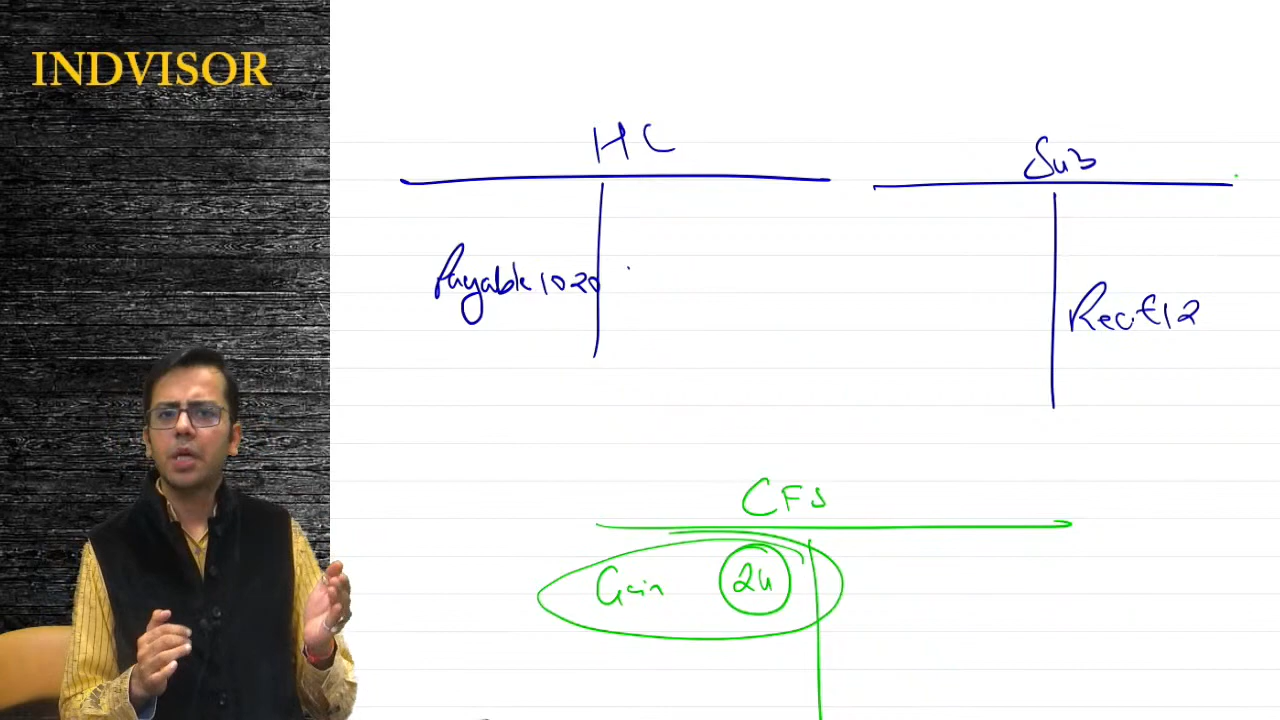 INDVISOR
HC
Sub
Payable 1020
Rec €12
CFS
Gain 24